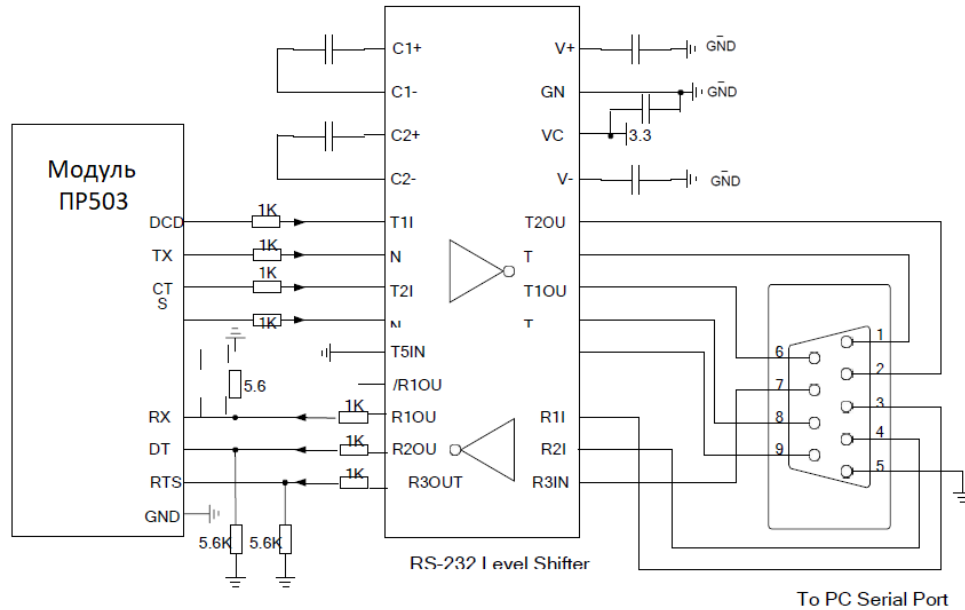 Модуль
ПР503
DCD
TX
CT
S
RX
DT
RTS
GND
1K
1K
1K
1K
5.6
1K
1K
1K
5.6K
5.6K
C1+
C1-
C2+
C2-
T1I
N
T2I
N
T5IN
/R1OU
R1OU
R2OU
R3OUT
V+
GN
VC
V-
T2OU
T
T1OU
T
R1I
R2I
R3IN
GND
GND
3.3
GND
RS-232 Level Shifter
6
7
8
9
1
2
3
4
5
To PC Serial Port